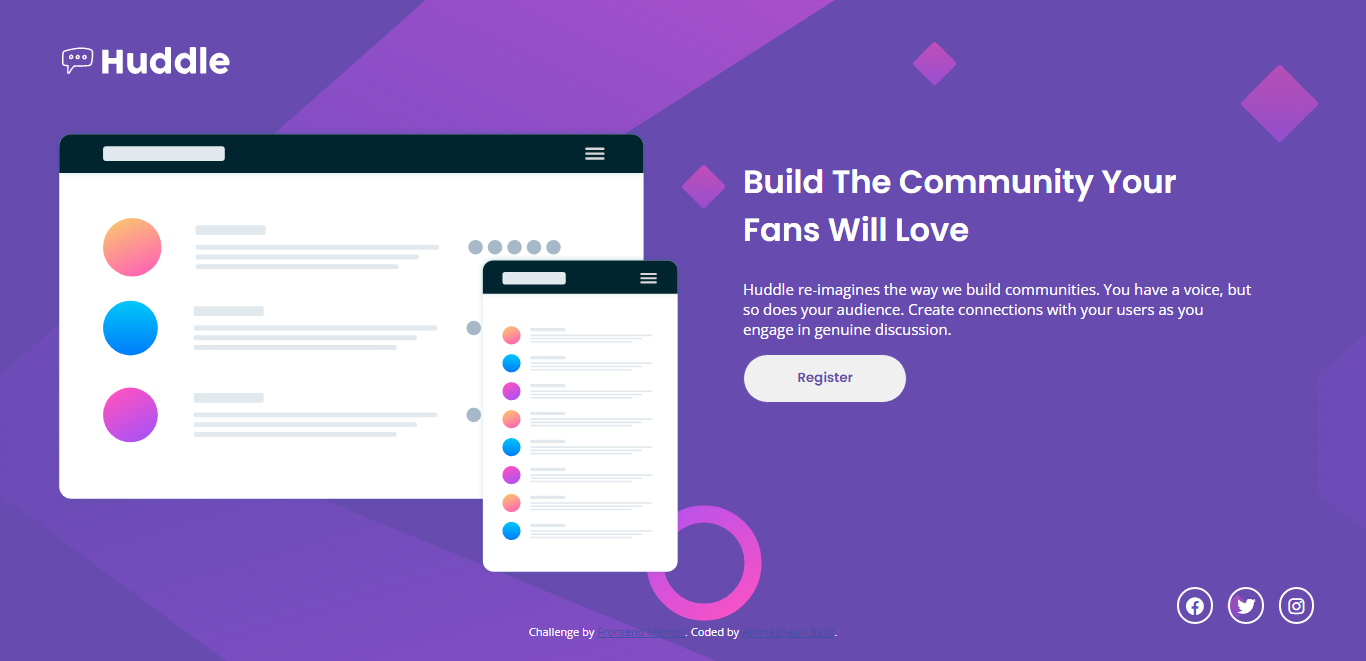 Huddle
Build The Community Your
Fans Will Love
Huddle re-imagines the way we build communities. You have a voice, but
so does your audience. Create connections with your users as you
engage in genuine discussion.
Register
Challenge by Frontend Mentor. Coded by